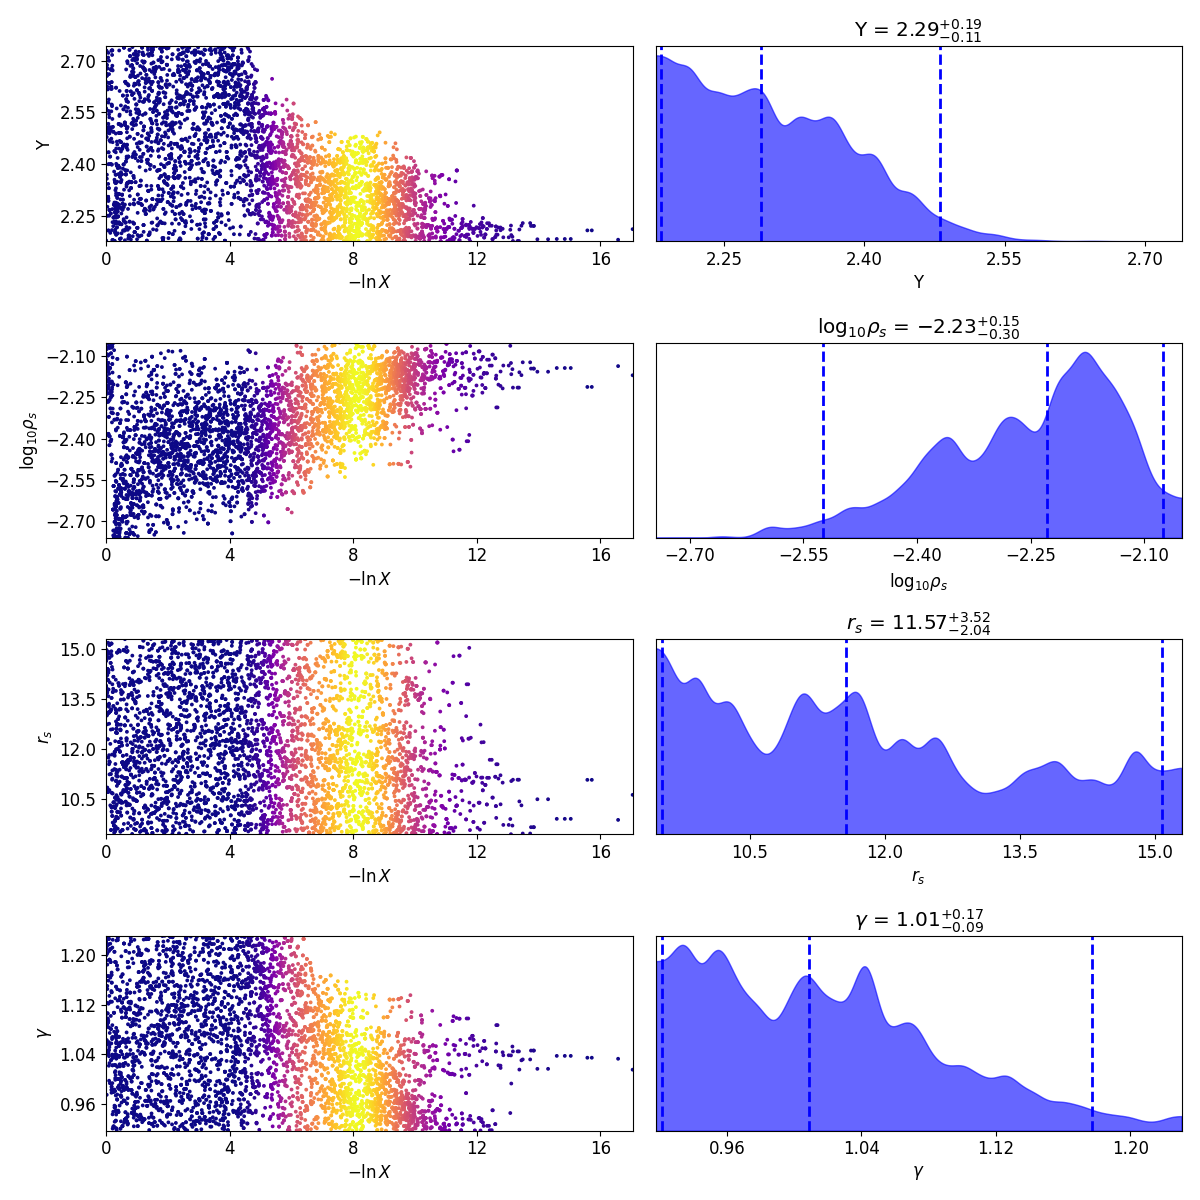 Y = 2.29^{+0.19}_{-0.11}
2.70
2.55
2.40
2.25
Y
0 4 8 12 16
−ln X
2.25 2.40 2.55 2.70
Y
log₁₀ρₛ = −2.23^{+0.15}_{-0.30}
−2.10
−2.25
−2.40
−2.55
−2.70
log₁₀ρₛ
0 4 8 12 16
−ln X
−2.70 −2.55 −2.40 −2.25 −2.10
log₁₀ρₛ
rₛ = 11.57^{+3.52}_{-2.04}
15.0
13.5
12.0
10.5
rₛ
0 4 8 12 16
−ln X
10.5 12.0 13.5 15.0
rₛ
γ = 1.01^{+0.17}_{-0.09}
1.20
1.12
1.04
0.96
γ
0 4 8 12 16
−ln X
0.96 1.04 1.12 1.20
γ